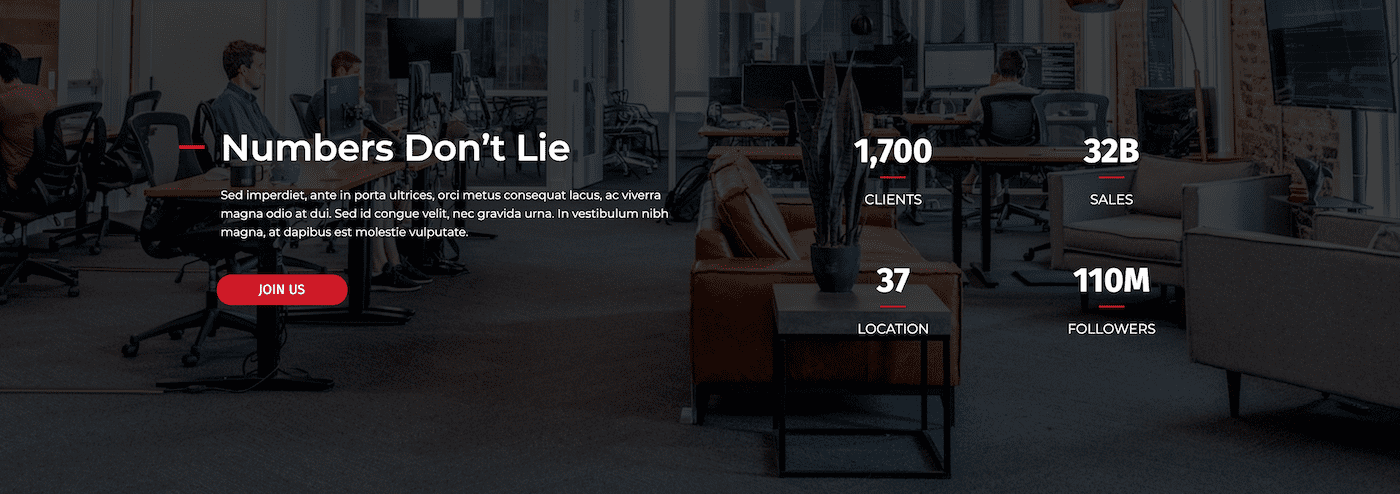 Numbers Don’t Lie
Sed imperdiet, ante in porta ultrices, orci metus consequat lacus, ac viverra
magna odio at dui. Sed id congue velit, nec gravida urna. In vestibulum nibh
magna, at dapibus est molestie vulputate.
JOIN US
1,700
CLIENTS
32B
SALES
37
LOCATION
110M
FOLLOWERS